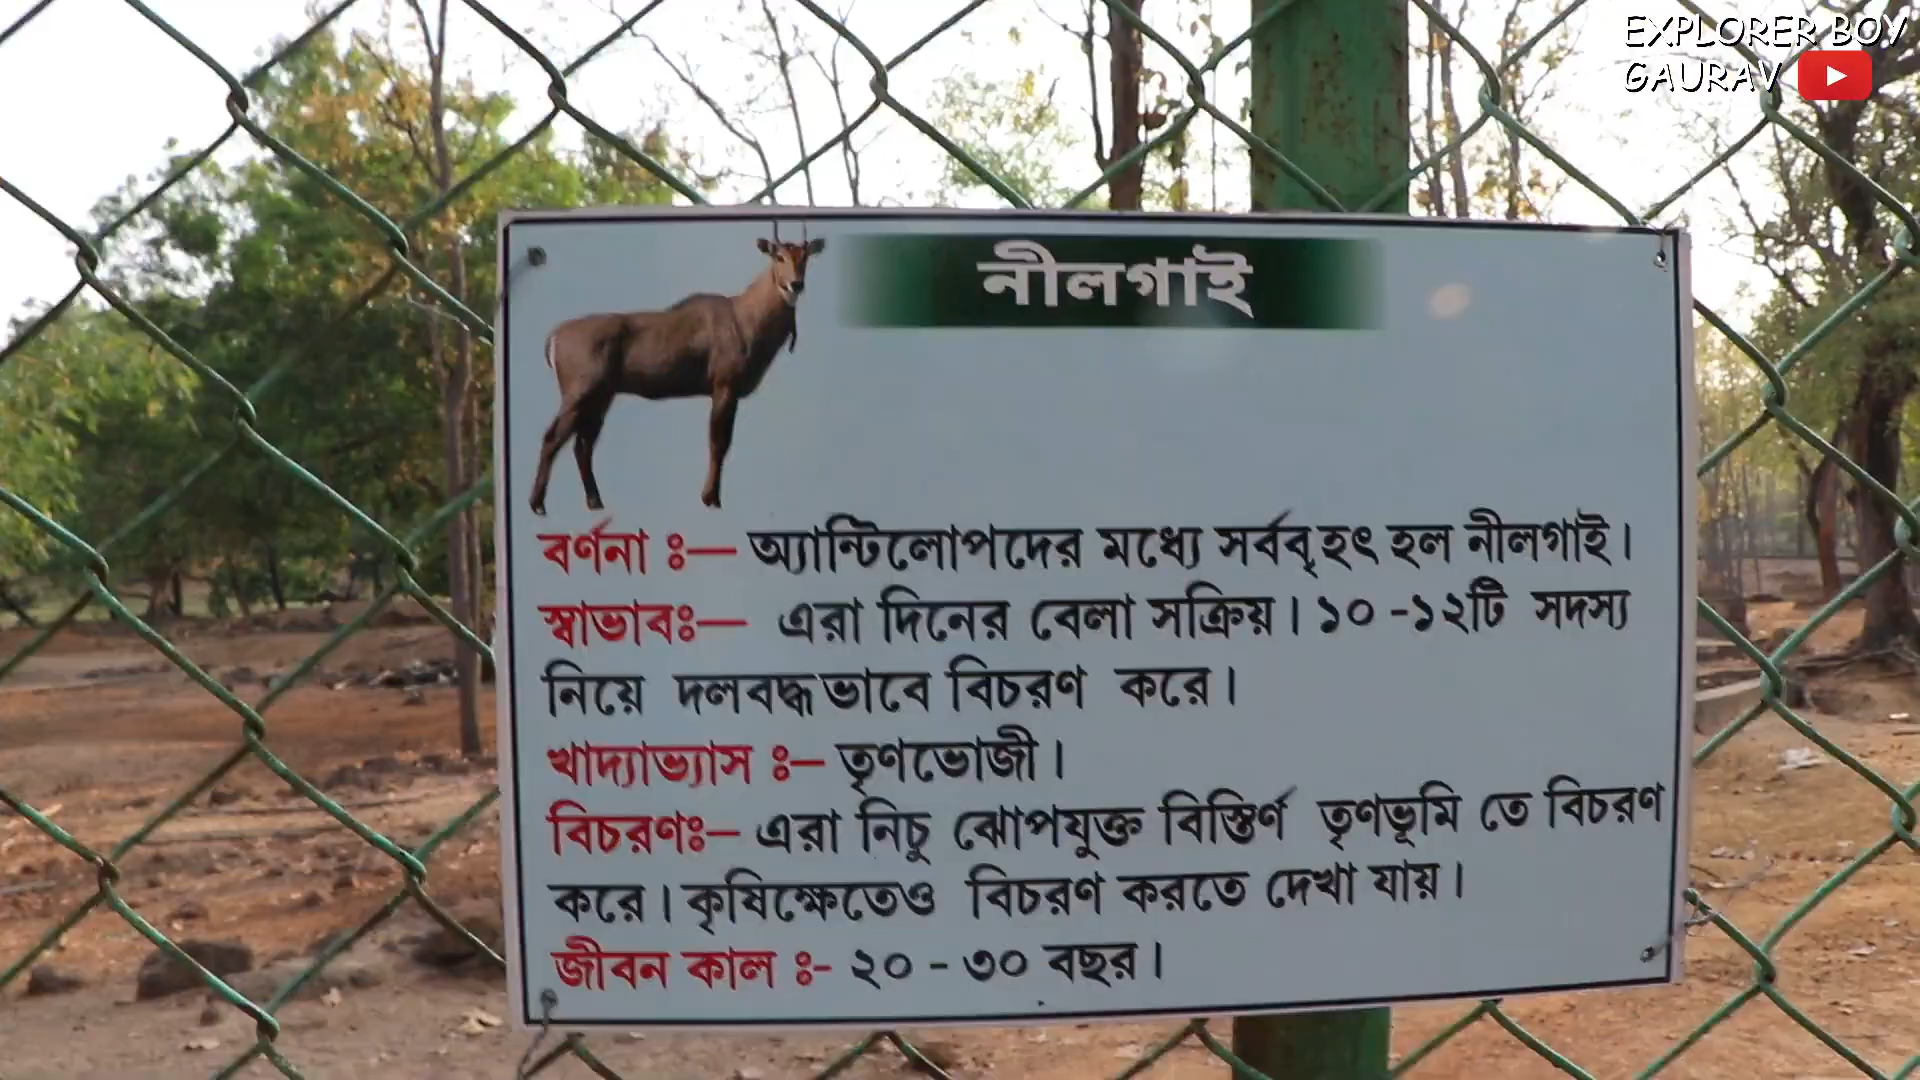 EXPLORER BOY
GAURAV
নীলগাই
বর্ণনা ঃ— অ্যান্টিলোপদের মধ্যে সর্ববৃহৎ হল নীলগাই।
স্বাভাবঃ— এরা দিনের বেলা সক্রিয়। ১০ -১২টি সদস্য
নিয়ে দলবদ্ধভাবে বিচরণ করে।
খাদ্যাভ্যাস ঃ— তৃণভোজী।
বিচরণঃ— এরা নিচু ঝোপযুক্ত বিস্তির্ণ তৃণভূমি তে বিচরণ
করে। কৃষিক্ষেতেও বিচরণ করতে দেখা যায়।
জীবন কাল ঃ- ২০ - ৩০ বছর।